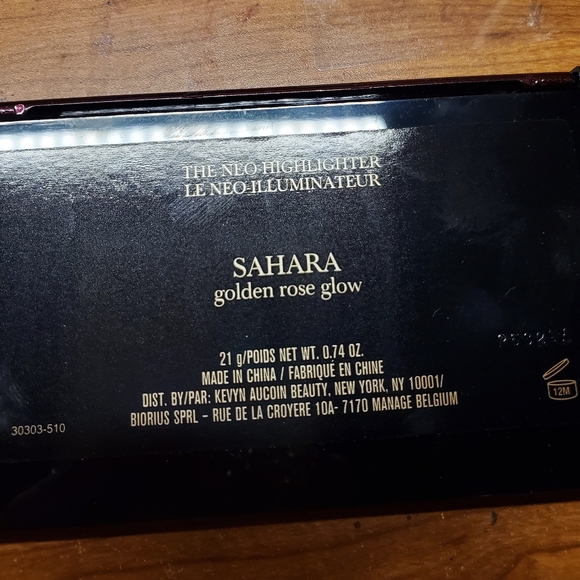 THE NEO-HIGHLIGHTER
LE NEO-ILLUMINATEUR
SAHARA
golden rose glow
21 g/POIDS NET WT. 0.74 OZ.
MADE IN CHINA / FABRIQUÉ EN CHINE
DIST. BY/PAR: KEVYN AUCOIN BEAUTY, NEW YORK, NY 10001/
BIORIUS SPRL – RUE DE LA CROYERE 10A- 7170 MANAGE BELGIUM
12M
30303-510